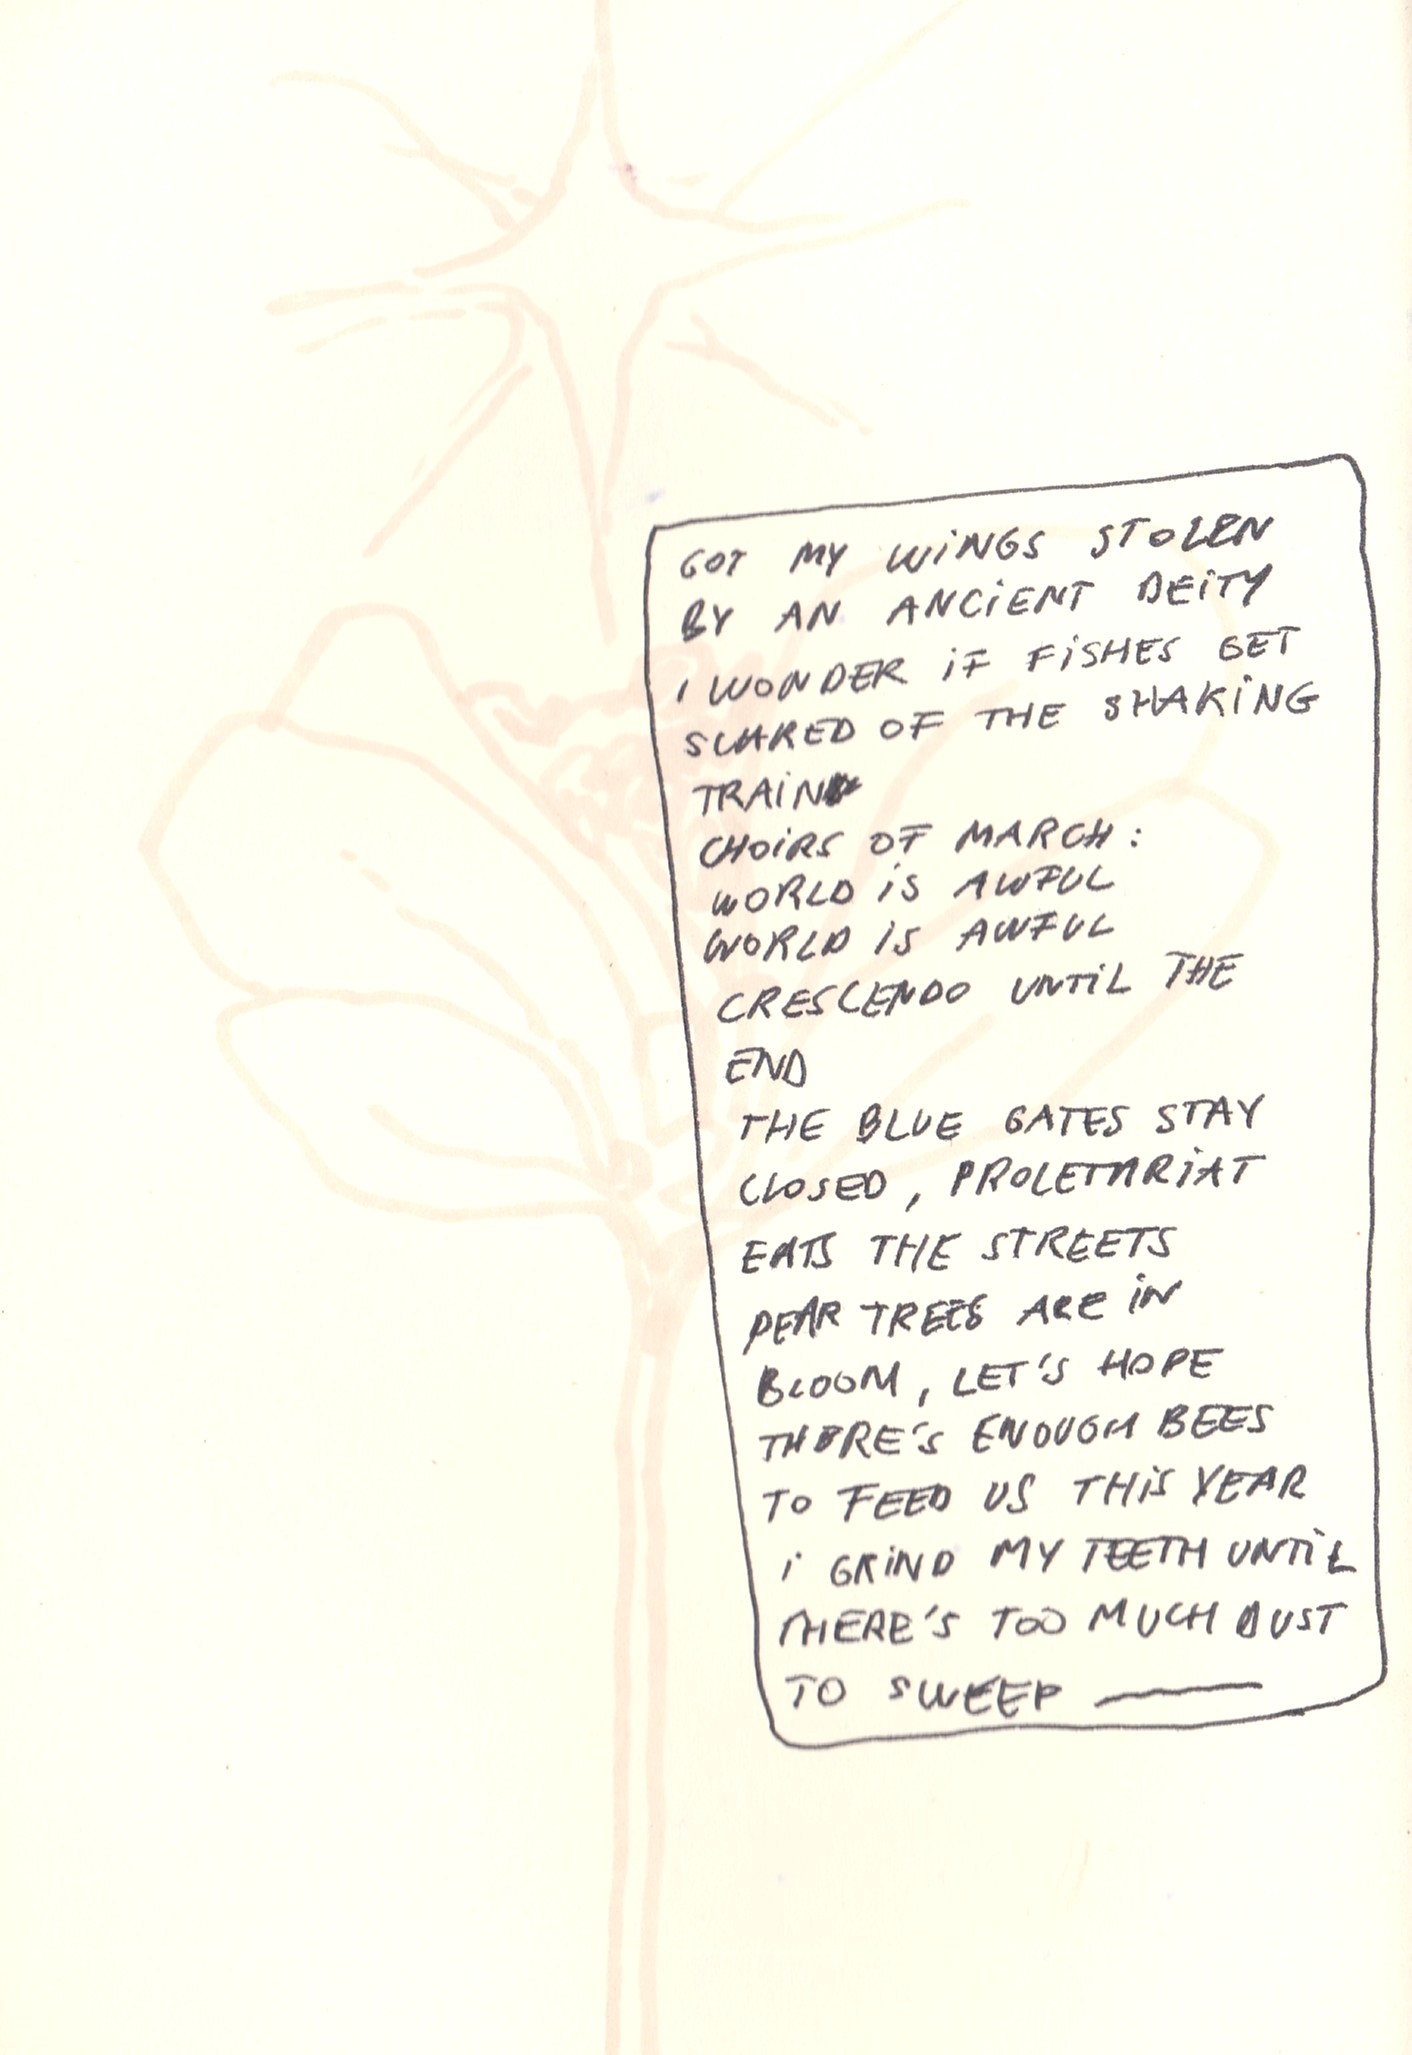 GOT MY WINGS STOLEN
BY AN ANCIENT DEITY
I WONDER IF FISHES GET
SCARED OF THE SHAKING
TRAIN
CHOIRS OF MARCH:
WORLD IS AWFUL
WORLD IS AWFUL
CRESCENDO UNTIL THE
END
THE BLUE GATES STAY
CLOSED, PROLETARIAT
EATS THE STREETS
PEAR TREES ARE IN
BLOOM, LET'S HOPE
THERE'S ENOUGH BEES
TO FEED US THIS YEAR
I GRIND MY TEETH UNTIL
THERE'S TOO MUCH DUST
TO SWEEP —